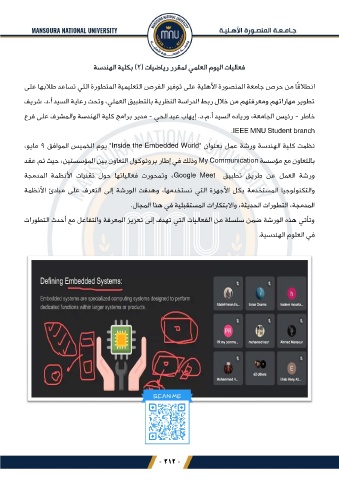 MANSOURA NATIONAL UNIVERSITY
جـامـعـة المنصـورة الأهـلـيـة
MNU
فعاليات اليوم العلمي لمقرر رياضيات (٢) بكلية الهندسة
انطلاقًا من حرص جامعة المنصورة الأهلية على توفير الفرص التعليمية المتطورة التي تساعد طلابها على
تطوير مهاراتهم ومعرفتهم من خلال ربط الدراسة النظرية بالتطبيق العملي، وتحت رعاية السيد أ.د. شريف
خاطر - رئيس الجامعة، وريادة السيد أ.م.د. إيهاب عبد الحي - مدير برامج كلية الهندسة والمشرف على فرع
IEEE MNU Student branch.
نظمت كلية الهندسة ورشة عمل بعنوان "Inside the Embedded World" يوم الخميس الموافق ٩ مايو،
بالتعاون مع مؤسسة My Communication وذلك في إطار بروتوكول التعاون بين المؤسستين، حيث تم عقد
ورشة العمل عن طريق تطبيق Google Meet، وتمحورت فعالياتها حول تقنيات الأنظمة المدمجة
والتكنولوجيا المستخدمة بكل الأجهزة التي نستخدمها، وهدفت الورشة إلى التعرف على مبادئ الأنظمة
المدمجة، التطورات الحديثة، والابتكارات المستقبلية في هذا المجال.
وتأتي هذه الورشة ضمن سلسلة من الفعاليات التي تهدف إلى تعزيز المعرفة والتفاعل مع أحدث التطورات
في العلوم الهندسية.
Defining Embedded Systems:
Embedded systems are specialized computing systems designed to perform
dedicated functions within larger systems or products.
SCAN ME
- ٢١٢ -